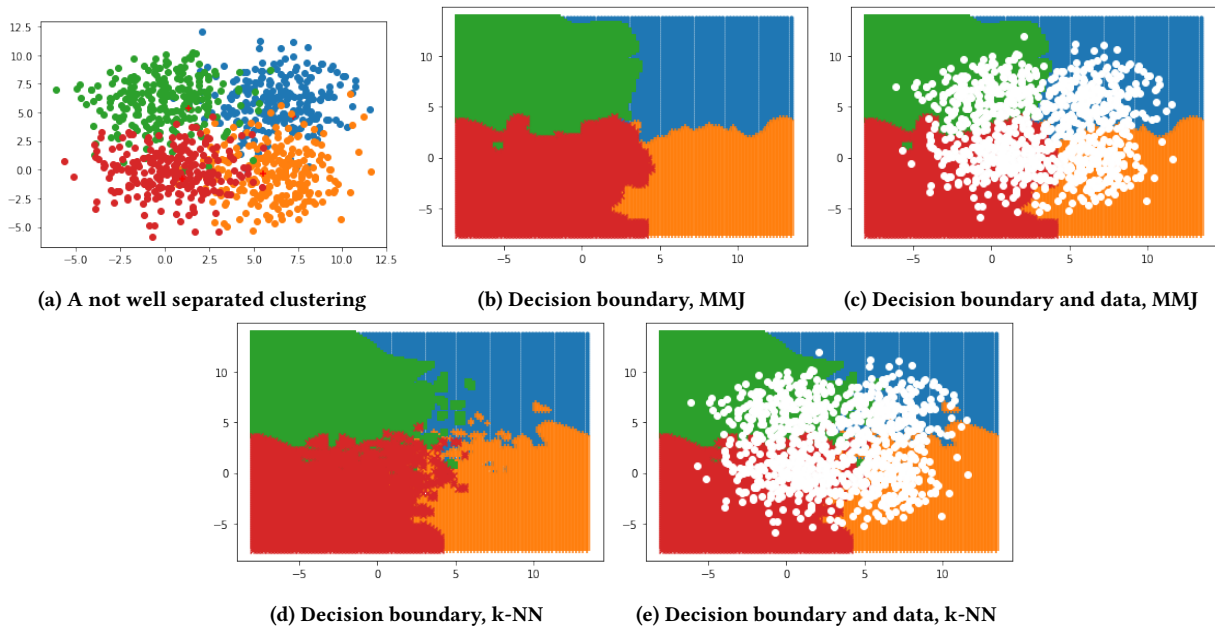 12.5
10.0
7.5
5.0
2.5
0.0
−2.5
−5.0
−5.0 −2.5 0.0 2.5 5.0 7.5 10.0 12.5
(a) A not well separated clustering
10
5
0
−5
−5 0 5 10
(b) Decision boundary, MMJ
10
5
0
−5
−5 0 5 10
(c) Decision boundary and data, MMJ
10
5
0
−5
−5 0 5 10
(d) Decision boundary, k-NN
10
5
0
−5
−5 0 5 10
(e) Decision boundary and data, k-NN